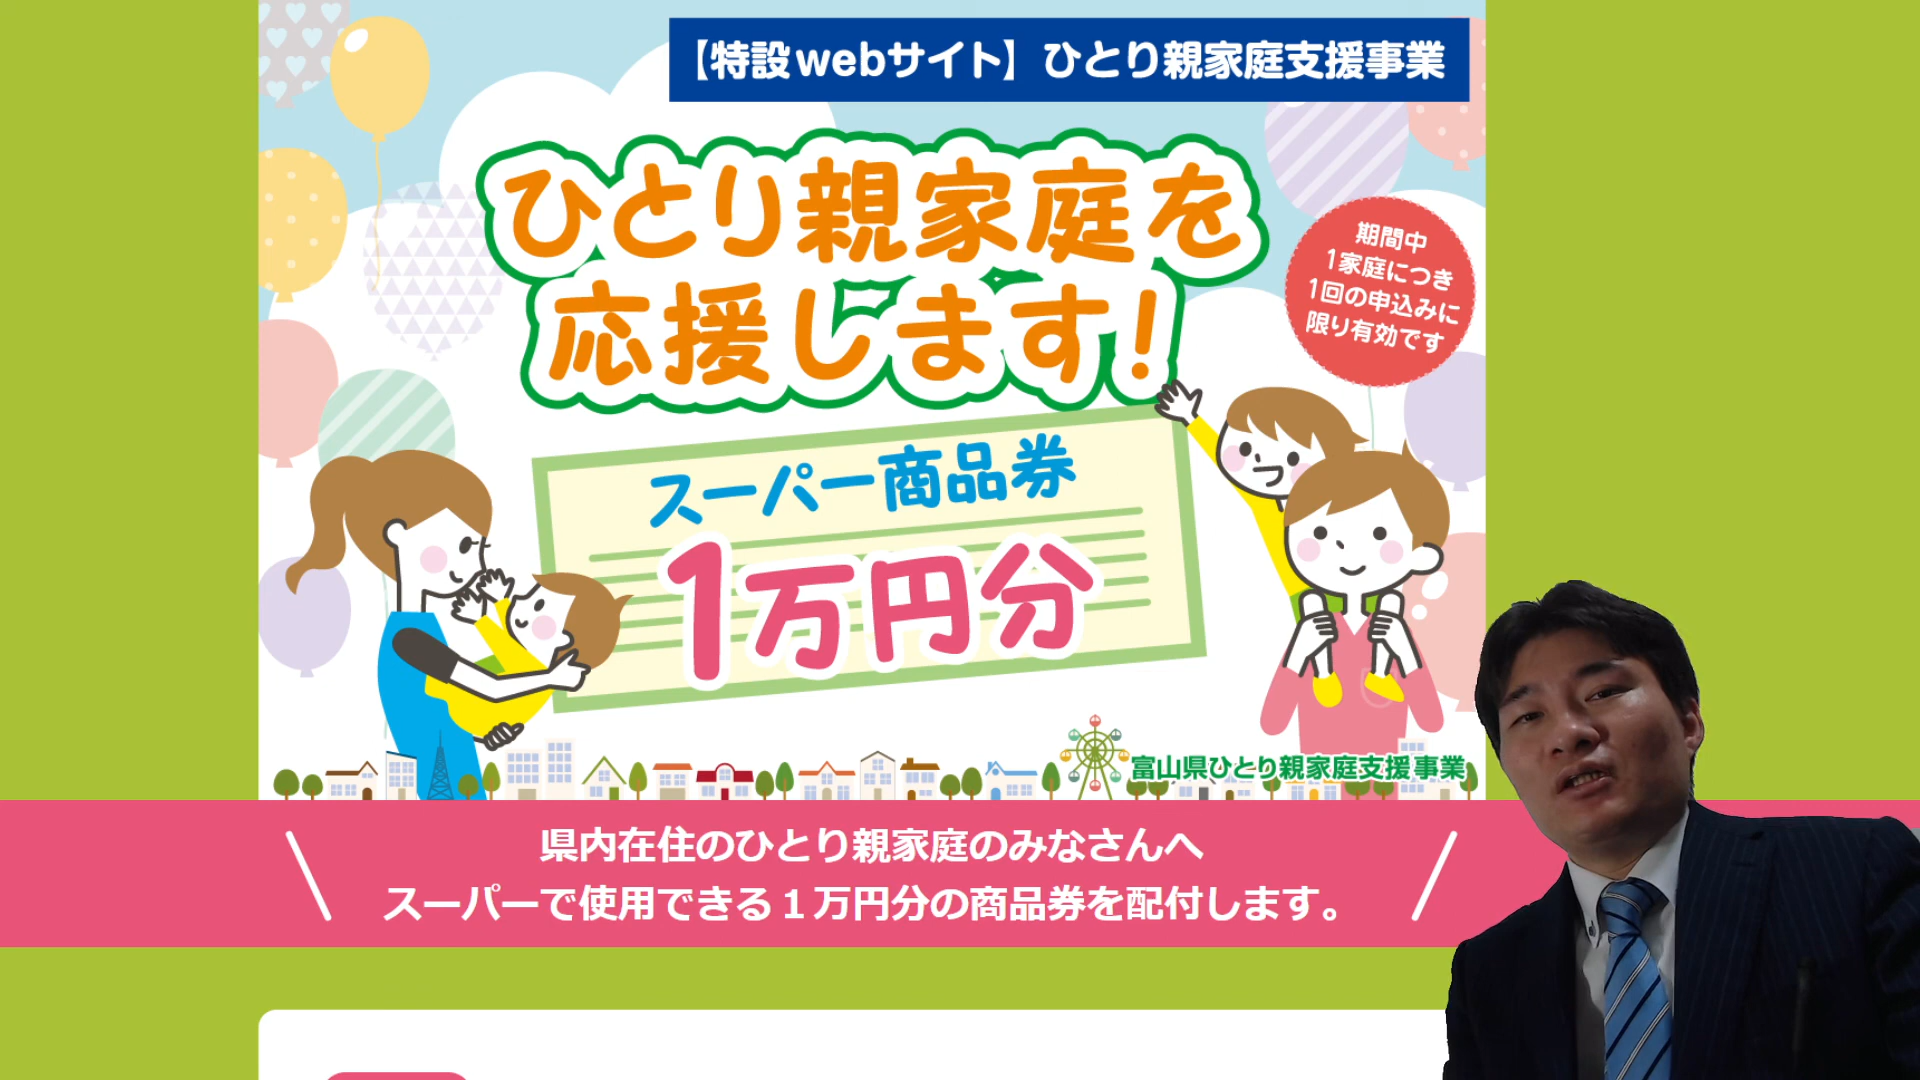 【特設webサイト】ひとり親家庭支援事業
ひとり親家庭を
応援します!
期間中
1家庭につき
1回の申込みに
限り有効です
スーパー商品券
1万円分
富山県ひとり親家庭支援事業
県内在住のひとり親家庭のみなさんへ
スーパーで使用できる１万円分の商品券を配付します。